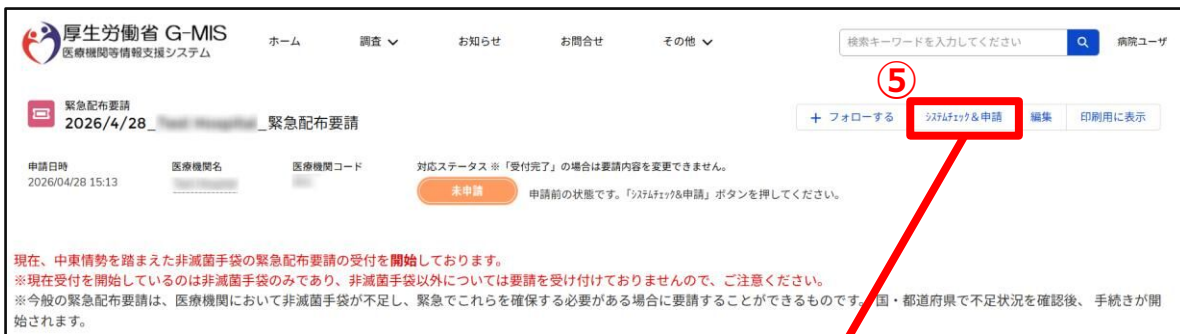 厚生労働省 G-MIS
医療機関等情報支援システム
ホーム
調査
お知らせ
お問合せ
その他
検索キーワードを入力してください
病院ユーザ
⑤
緊急配布要請
2026/4/28_
_緊急配布要請
+ フォローする
ｼｽﾃﾑﾁｪｯｸ＆申請
編集
印刷用に表示
申請日時
医療機関名
医療機関コード
対応ステータス ※「受付完了」の場合は要請内容を変更できません。
2026/04/28 15:13
未申請
申請前の状態です。「ｼｽﾃﾑﾁｪｯｸ&申請」ボタンを押してください。
現在、中東情勢を踏まえた非滅菌手袋の緊急配布要請の受付を開始しております。
※現在受付を開始しているのは非滅菌手袋のみであり、非滅菌手袋以外については要請を受け付けておりませんので、ご注意ください。
※今般の緊急配布要請は、医療機関において非滅菌手袋が不足し、緊急でこれらを確保する必要がある場合に要請することができるものです。国・都道府県で不足状況を確認後、 手続きが開
始されます。